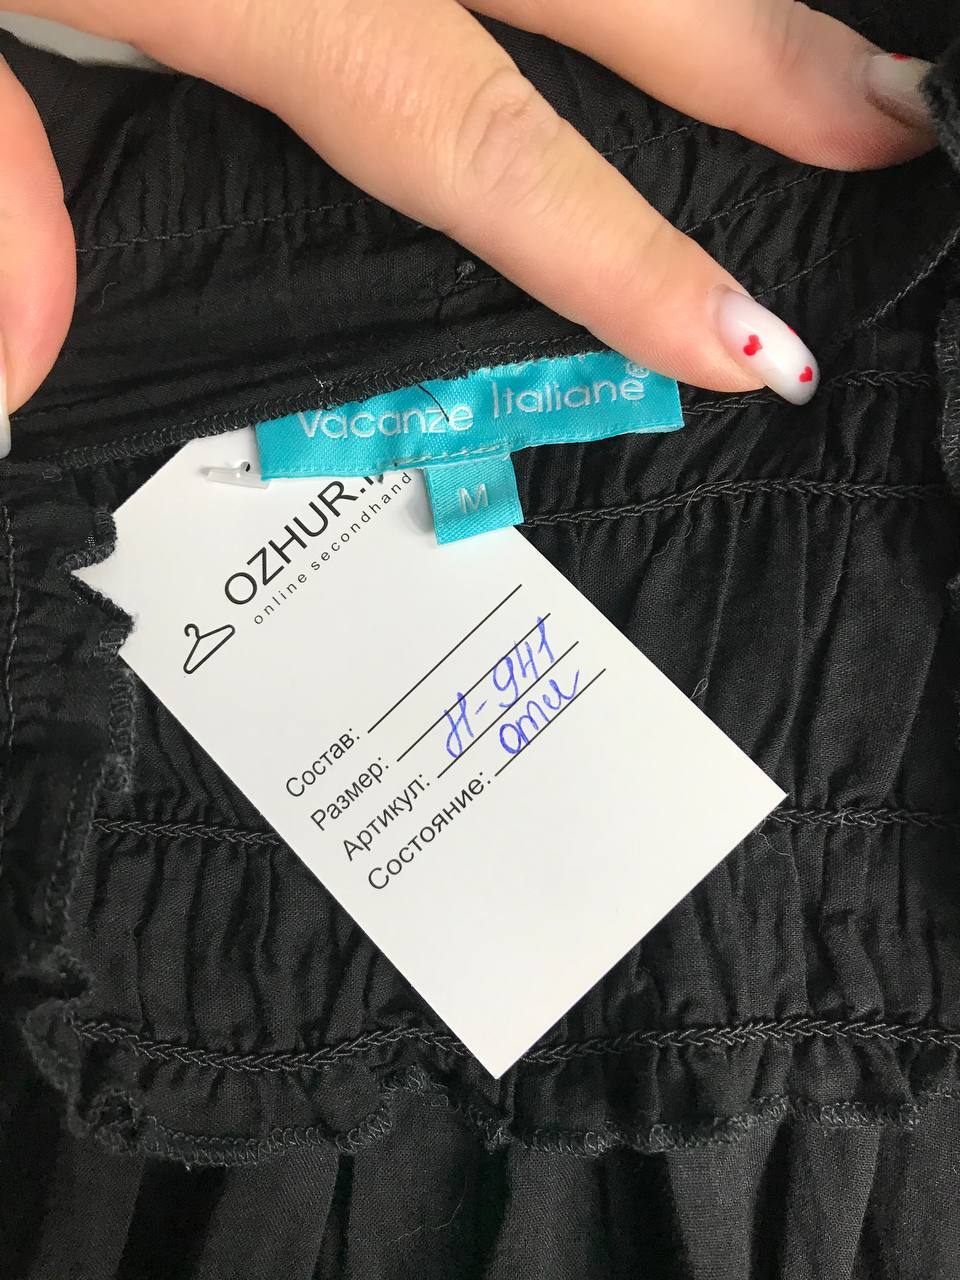 Vacanze Italiane®
M
OZHUR.
online secondhand
Состав:
Размер:
Артикул: H-941
Состояние: отл